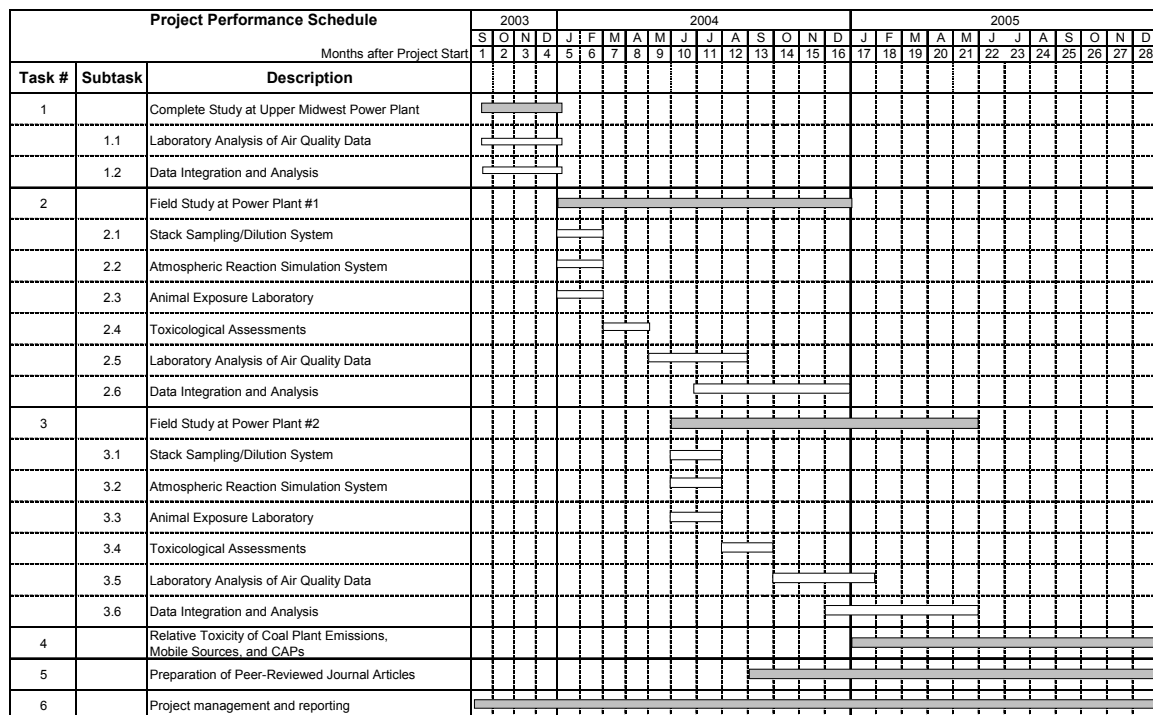 Project Performance Schedule 2003 2004 2005
S O N D J F M A M J J A S O N D J F M A M J J A S O N D
Months after Project Start 1 2 3 4 5 6 7 8 9 10 11 12 13 14 15 16 17 18 19 20 21 22 23 24 25 26 27 28
Task # Subtask Description
1 Complete Study at Upper Midwest Power Plant
1.1 Laboratory Analysis of Air Quality Data
1.2 Data Integration and Analysis
2 Field Study at Power Plant #1
2.1 Stack Sampling/Dilution System
2.2 Atmospheric Reaction Simulation System
2.3 Animal Exposure Laboratory
2.4 Toxicological Assessments
2.5 Laboratory Analysis of Air Quality Data
2.6 Data Integration and Analysis
3 Field Study at Power Plant #2
3.1 Stack Sampling/Dilution System
3.2 Atmospheric Reaction Simulation System
3.3 Animal Exposure Laboratory
3.4 Toxicological Assessments
3.5 Laboratory Analysis of Air Quality Data
3.6 Data Integration and Analysis
4 Relative Toxicity of Coal Plant Emissions,
Mobile Sources, and CAPs
5 Preparation of Peer-Reviewed Journal Articles
6 Project management and reporting